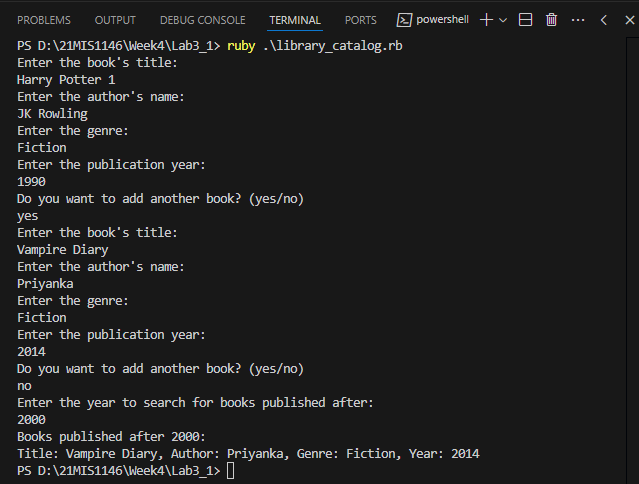 PROBLEMS OUTPUT DEBUG CONSOLE TERMINAL PORTS powershell
PS D:\21MIS1146\Week4\Lab3_1> ruby .\library_catalog.rb
Enter the book's title:
Harry Potter 1
Enter the author's name:
JK Rowling
Enter the genre:
Fiction
Enter the publication year:
1990
Do you want to add another book? (yes/no)
yes
Enter the book's title:
Vampire Diary
Enter the author's name:
Priyanka
Enter the genre:
Fiction
Enter the publication year:
2014
Do you want to add another book? (yes/no)
no
Enter the year to search for books published after:
2000
Books published after 2000:
Title: Vampire Diary, Author: Priyanka, Genre: Fiction, Year: 2014
PS D:\21MIS1146\Week4\Lab3_1>